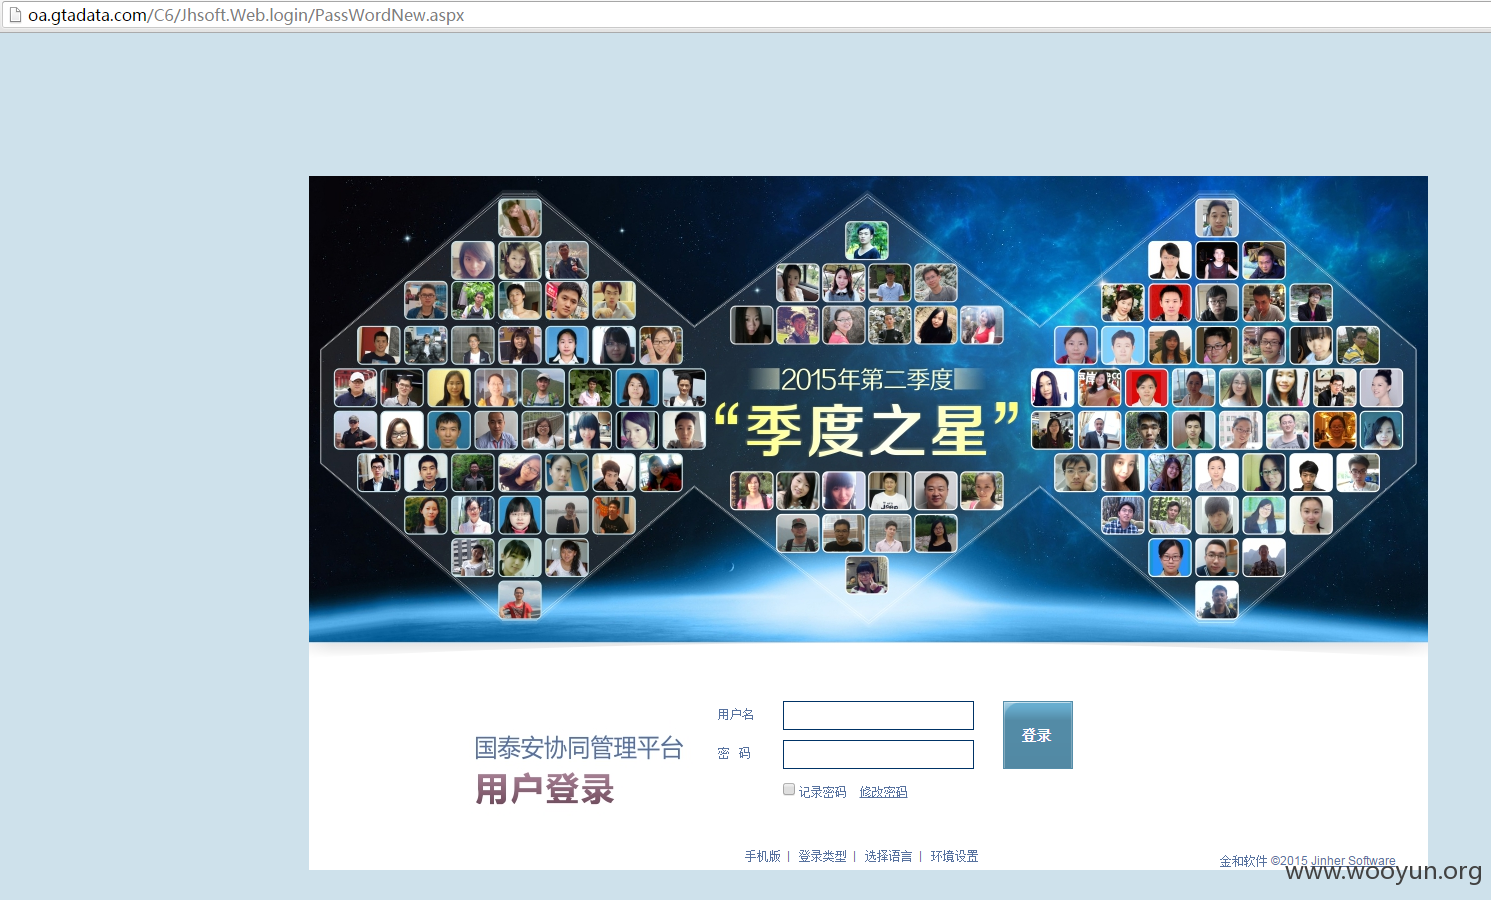 oa.gtadata.com/C6/Jhsoft.Web.login/PassWordNew.aspx
2015年第二季度
“季度之星”
用户名
登录
国泰安协同管理平台
密 码
用户登录
记录密码 修改密码
手机版 | 登录类型 | 选择语言 | 环境设置
金和软件 ©2015 Jinher Software
www.wooyun.org